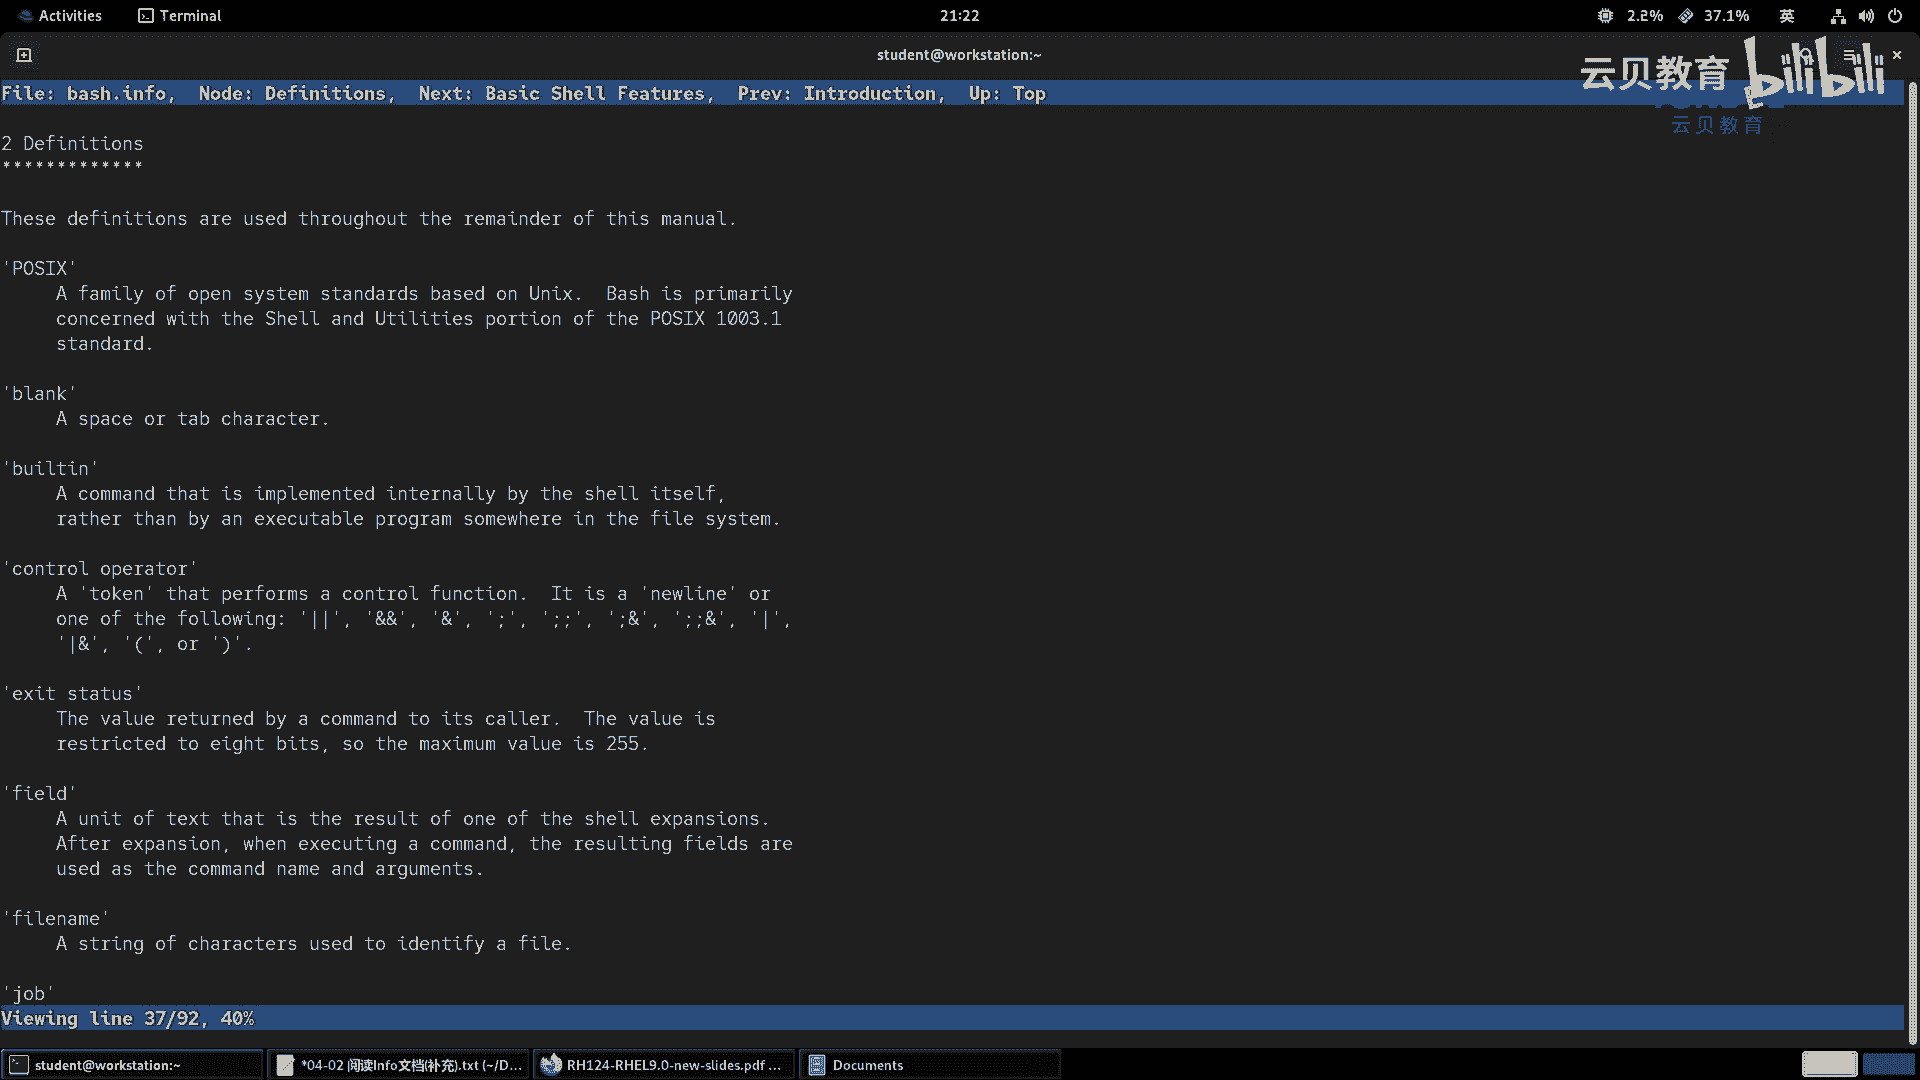 Activities Terminal 21:22 2.2% 37.1% 英
student@workstation:~
云贝教育 bilibili
File: bash.info,  Node: Definitions,  Next: Basic Shell Features,  Prev: Introduction,  Up: Top
云贝教育
2 Definitions
*************
These definitions are used throughout the remainder of this manual.
'POSIX'
A family of open system standards based on Unix.  Bash is primarily
concerned with the Shell and Utilities portion of the POSIX 1003.1
standard.
'blank'
A space or tab character.
'builtin'
A command that is implemented internally by the shell itself,
rather than by an executable program somewhere in the file system.
'control operator'
A 'token' that performs a control function.  It is a 'newline' or
one of the following: '||', '&&', '&', ';', ';;', ';&', ';;&', '|',
'|&', '(', or ')'.
'exit status'
The value returned by a command to its caller.  The value is
restricted to eight bits, so the maximum value is 255.
'field'
A unit of text that is the result of one of the shell expansions.
After expansion, when executing a command, the resulting fields are
used as the command name and arguments.
'filename'
A string of characters used to identify a file.
'job'
Viewing line 37/92, 40%
student@workstation:~ *04-02 阅读Info文档(补充).txt (~/D... RH124-RHEL9.0-new-slides.pdf ... Documents